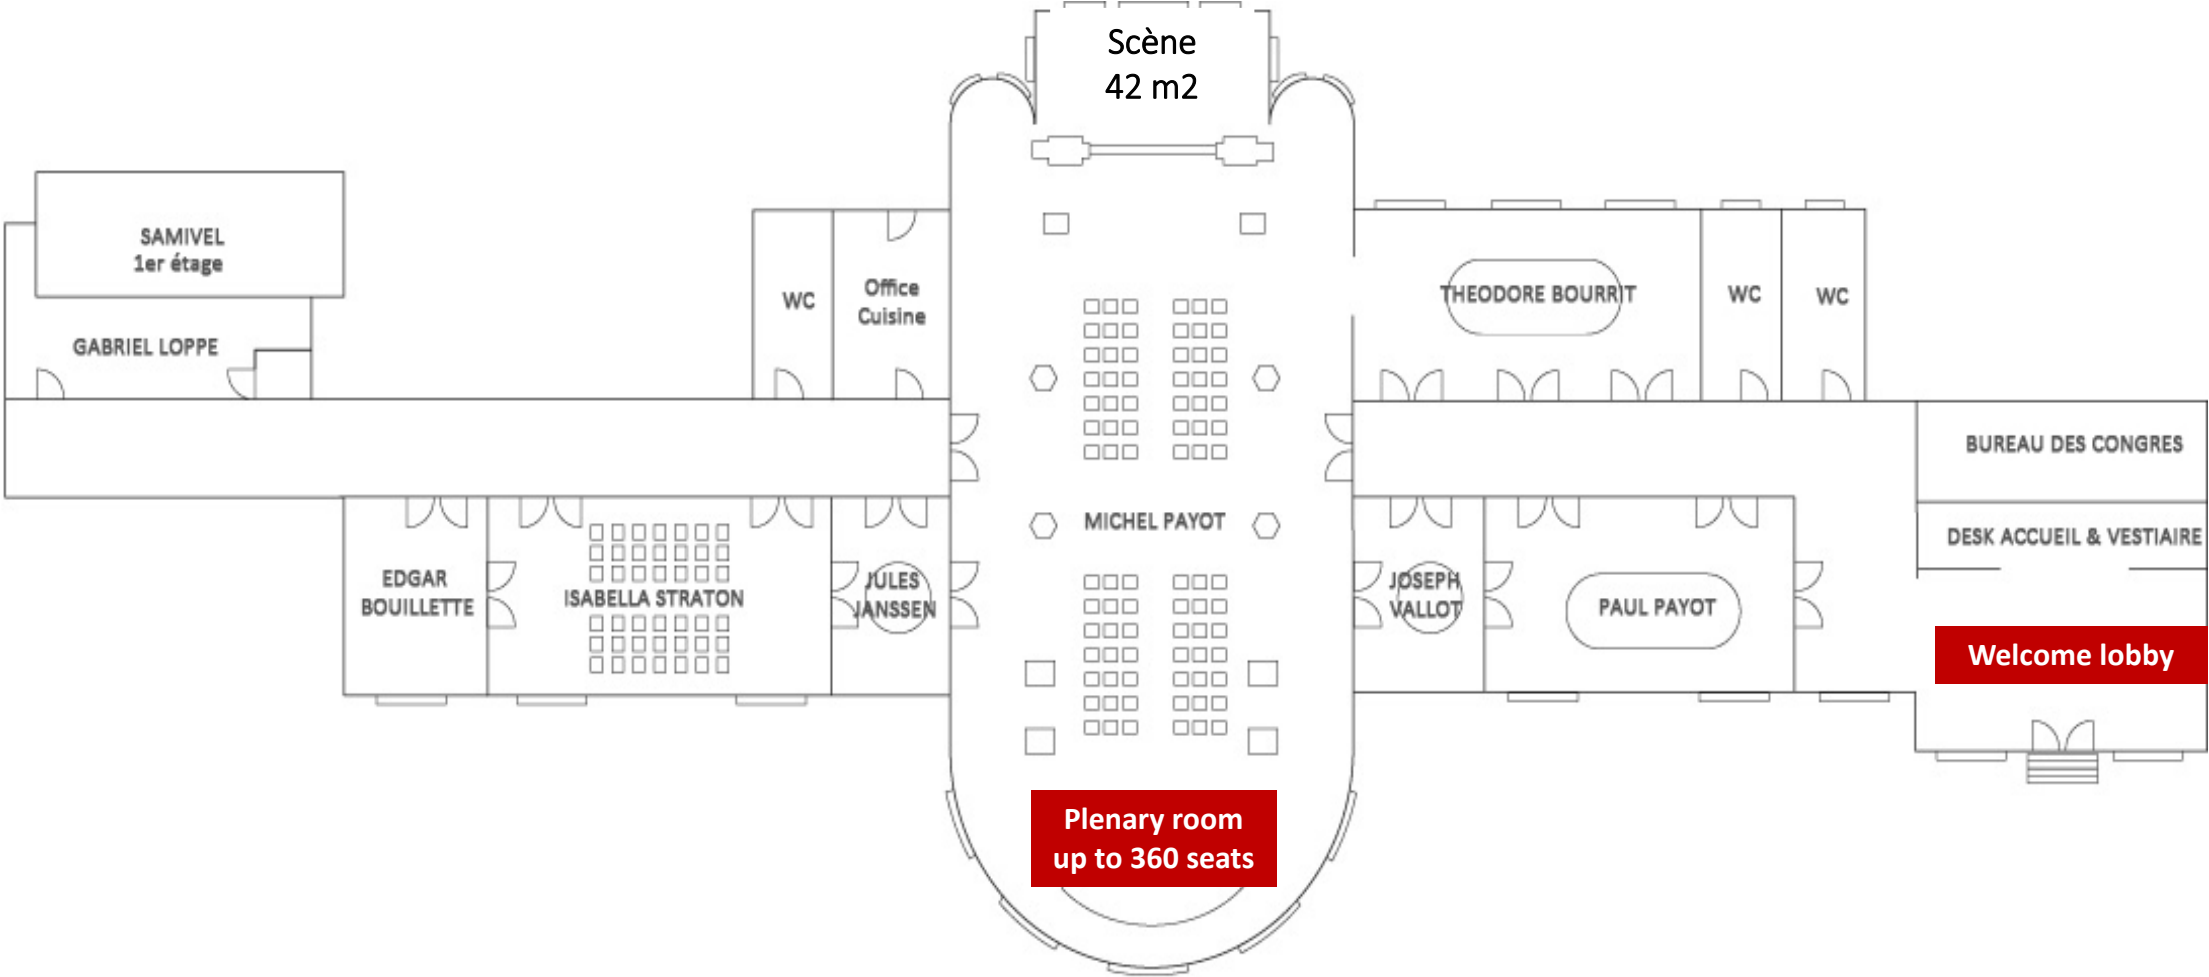 Scène
42 m2
SAMIVEL
1er étage
GABRIEL LOPPE
WC
Office
Cuisine
THEODORE BOURRIT
WC
WC
BUREAU DES CONGRES
DESK ACCUEIL & VESTIAIRE
Welcome lobby
MICHEL PAYOT
EDGAR
BOUILLETTE
ISABELLA STRATON
JULES
JANSSEN
JOSEPH
VALLOT
PAUL PAYOT
Plenary room
up to 360 seats